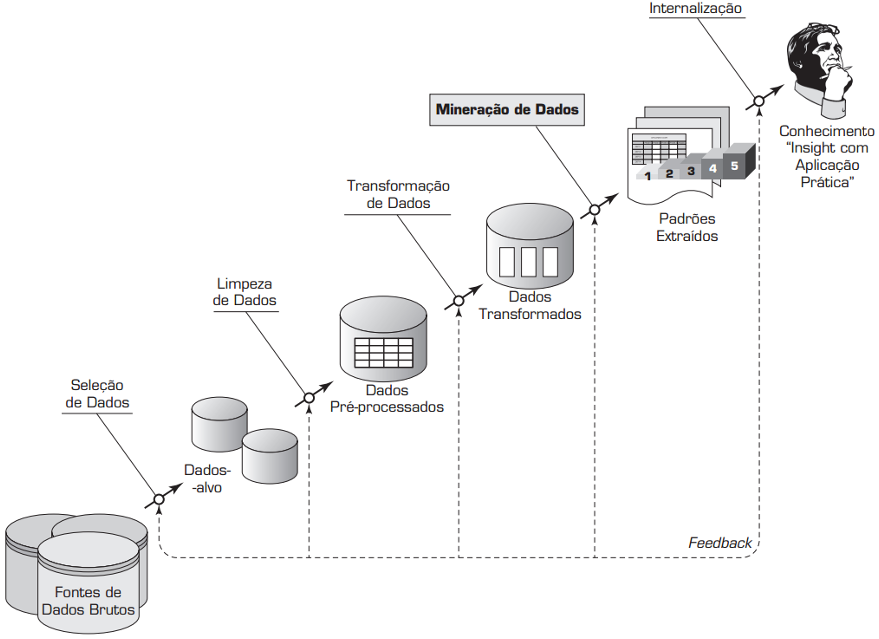 Internalização
Conhecimento
“Insight com
Aplicação
Prática”
Mineração de Dados
1 2 3 4 5
Padrões
Extraídos
Transformação
de Dados
Dados
Transformados
Limpeza
de Dados
Dados
Pré-processados
Seleção
de Dados
Dados-
-alvo
Feedback
Fontes de
Dados Brutos